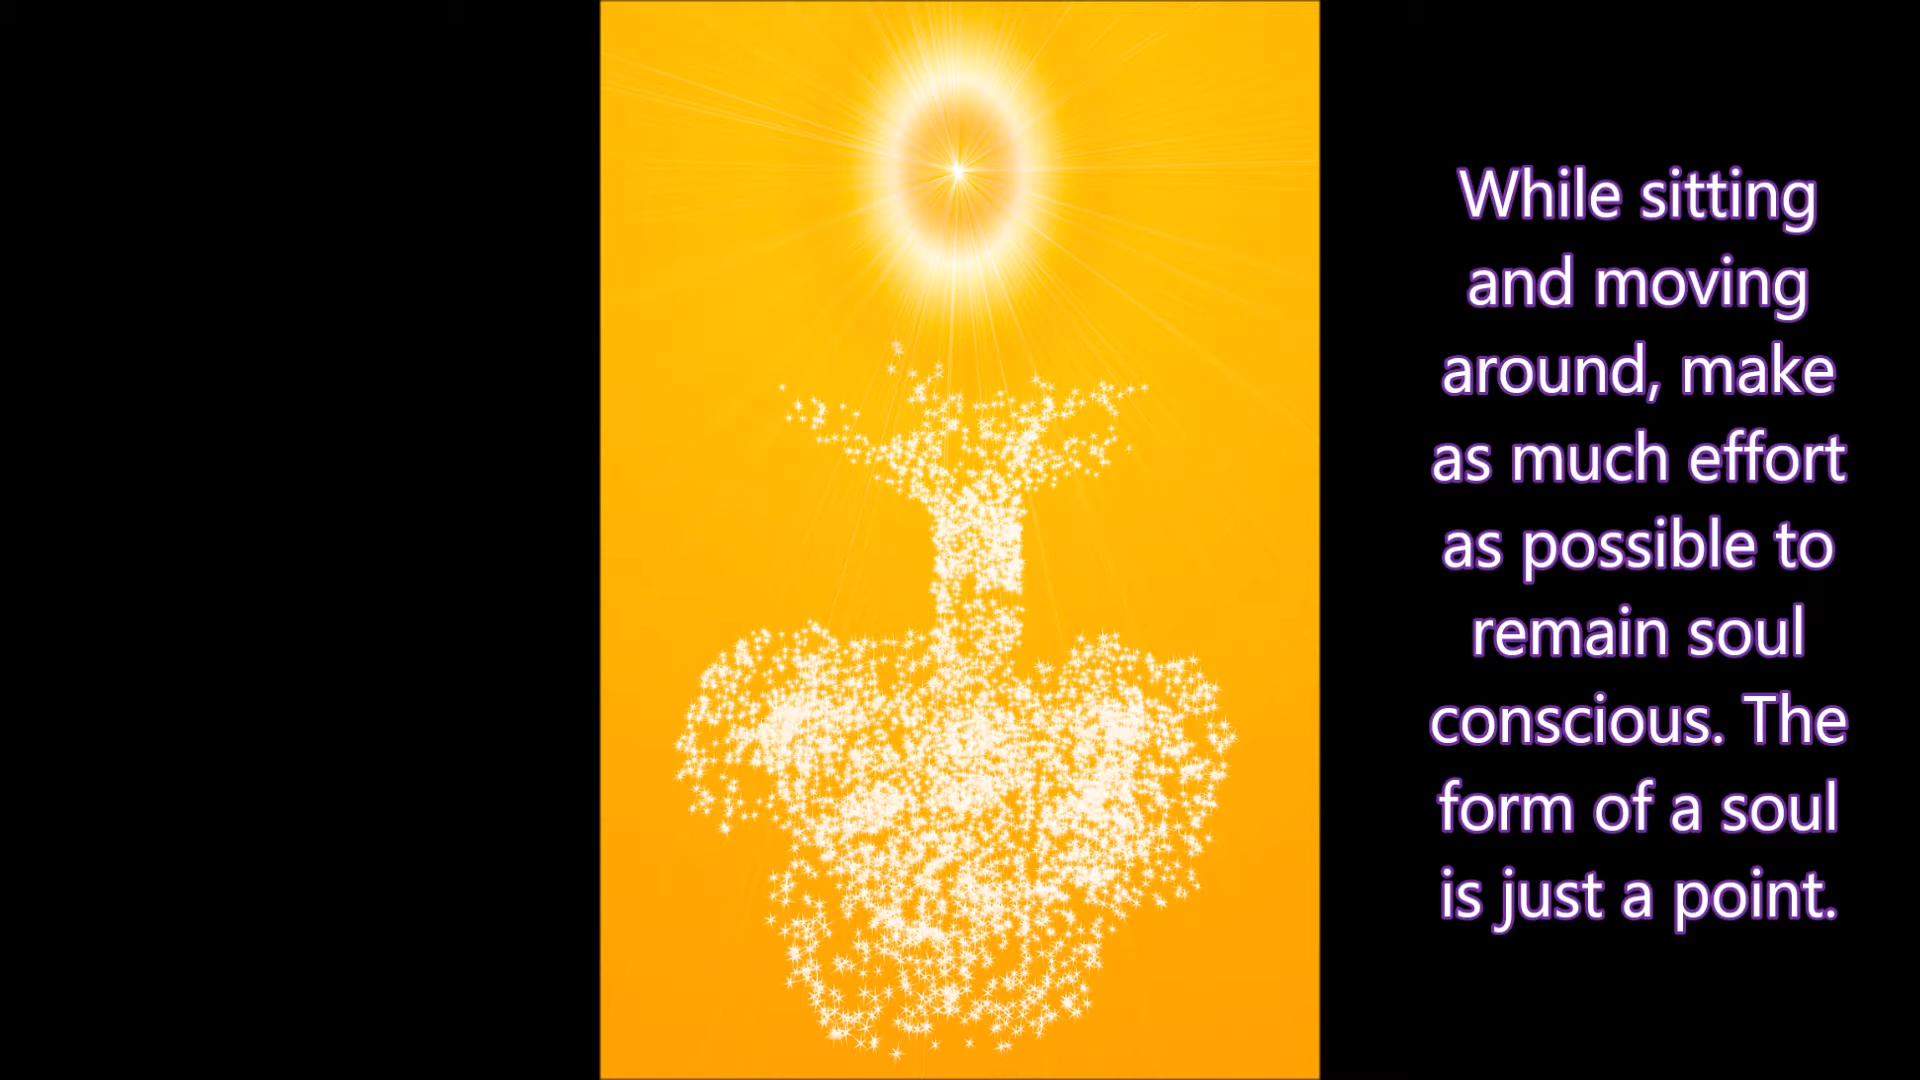 While sitting
and moving
around, make
as much effort
as possible to
remain soul
conscious. The
form of a soul
is just a point.